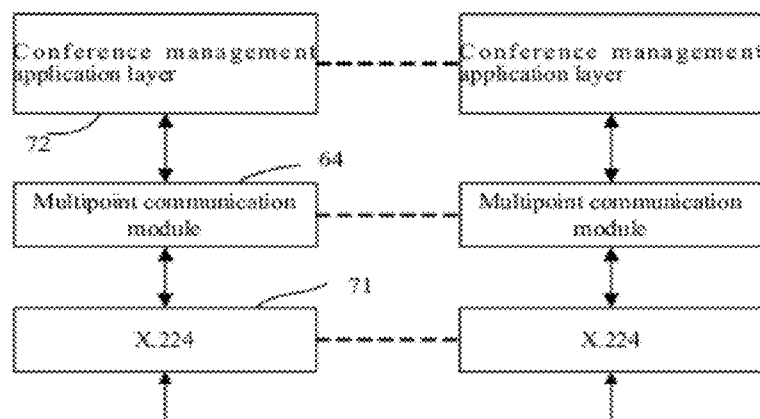 Conference management
application layer
Conference management
application layer
72
64
Multipoint communication
module
Multipoint communication
module
71
X.224
X.224